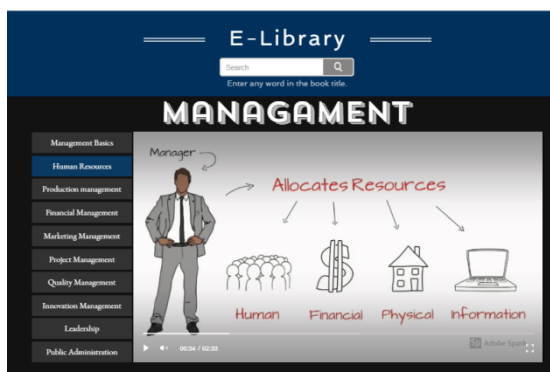 E-Library
Search
Enter any word in the book title.
MANAGAMENT
Management Basics
Human Resources
Production management
Financial Management
Marketing Management
Project Management
Quality Management
Innovation Management
Leadership
Public Administration
Manager
Allocates Resources
Human Financial Physical Information
Sp Adobe Spark
00:34 / 02:33